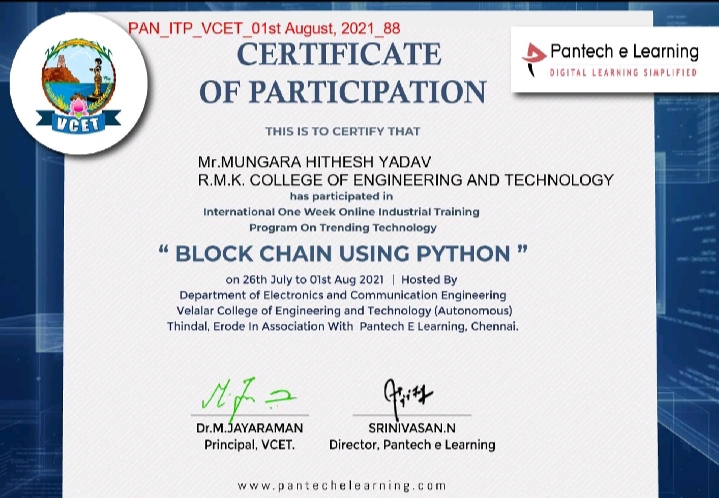 PAN_ITP_VCET_01st August, 2021_88
VCET
Pantech e Learning
DIGITAL LEARNING SIMPLIFIED
CERTIFICATE
OF PARTICIPATION
THIS IS TO CERTIFY THAT
Mr.MUNGARA HITHESH YADAV
R.M.K. COLLEGE OF ENGINEERING AND TECHNOLOGY
has participated in
International One Week Online Industrial Training
Program On Trending Technology
“ BLOCK CHAIN USING PYTHON ”
on 26th July to 01st Aug 2021 | Hosted By
Department of Electronics and Communication Engineering
Velalar College of Engineering and Technology (Autonomous)
Thindal, Erode In Association With Pantech E Learning, Chennai.
Dr.M.JAYARAMAN
Principal, VCET.
SRINIVASAN.N
Director, Pantech e Learning
www.pantechelearning.com